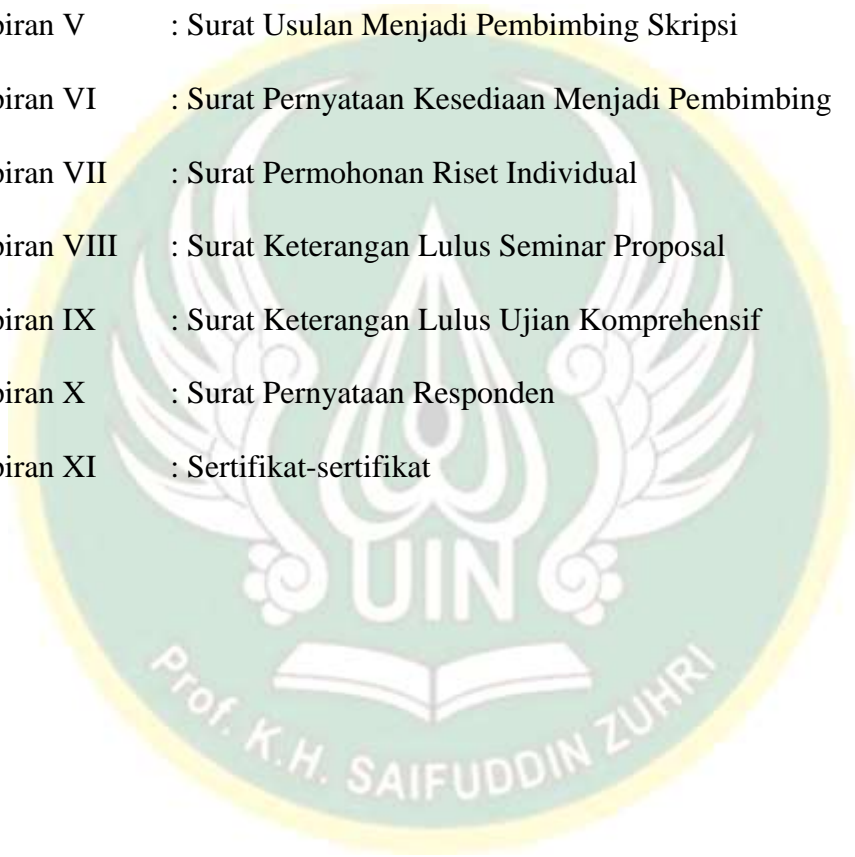 piran V : Surat Usulan Menjadi Pembimbing Skripsi
piran VI : Surat Pernyataan Kesediaan Menjadi Pembimbing
piran VII : Surat Permohonan Riset Individual
piran VIII : Surat Keterangan Lulus Seminar Proposal
piran IX : Surat Keterangan Lulus Ujian Komprehensif
piran X : Surat Pernyataan Responden
piran XI : Sertifikat-sertifikat
UIN
Prof. K.H. SAIFUDDIN ZUHRI